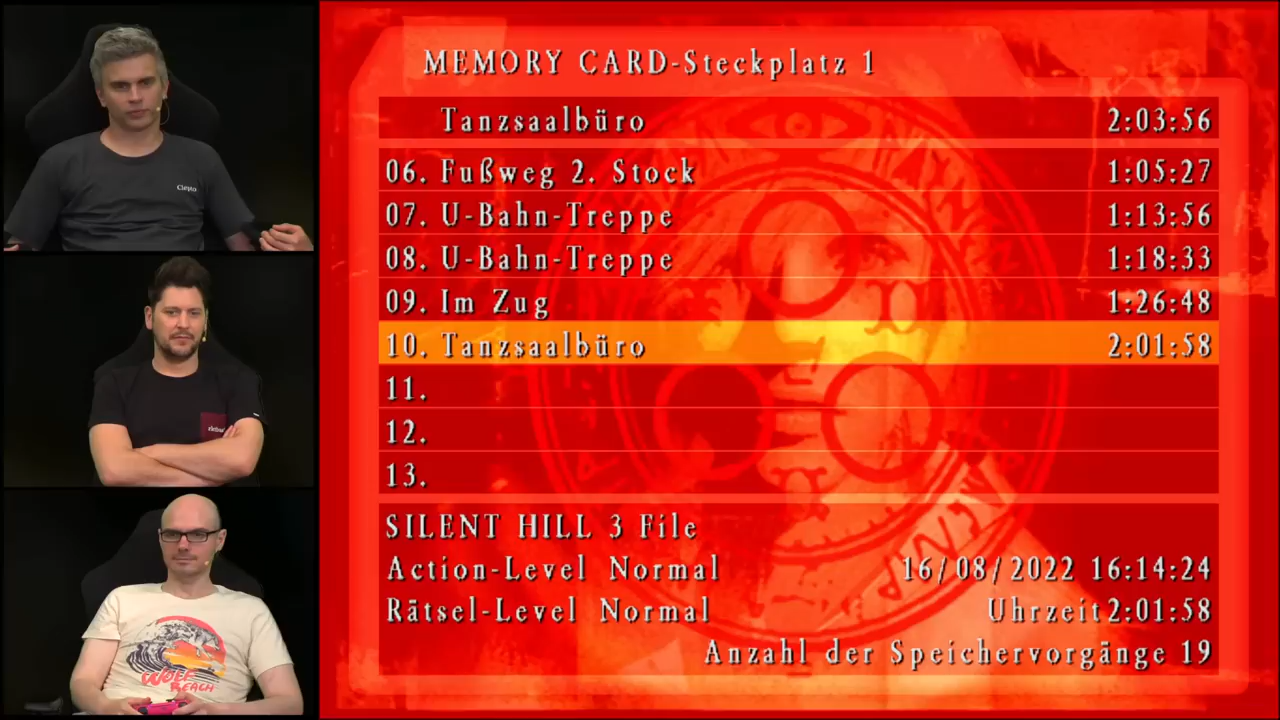 MEMORY CARD-Steckplatz 1
Tanzsaalbüro 2:03:56
06. Fußweg 2. Stock 1:05:27
07. U-Bahn-Treppe 1:13:56
08. U-Bahn-Treppe 1:18:33
09. Im Zug 1:26:48
10. Tanzsaalbüro 2:01:58
11.
12.
13.
SILENT HILL 3 File
Action-Level Normal 16/08/2022 16:14:24
Rätsel-Level Normal Uhrzeit 2:01:58
Anzahl der Speichervorgänge 19
Clepto
WOLF
BEACH